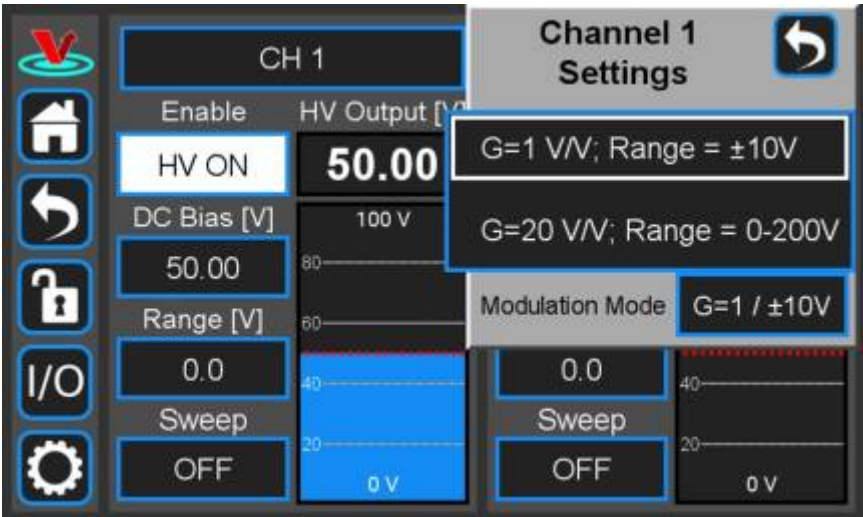 CH 1
Enable
HV Output [V]
HV ON
50.00
DC Bias [V]
50.00
Range [V]
0.0
Sweep
OFF
100 V
80
60
40
20
0 V
Channel 1
Settings
G=1 V/V; Range = ±10V
G=20 V/V; Range = 0-200V
Modulation Mode
G=1 / ±10V
0.0
Sweep
OFF
40
20
0 V
I/O